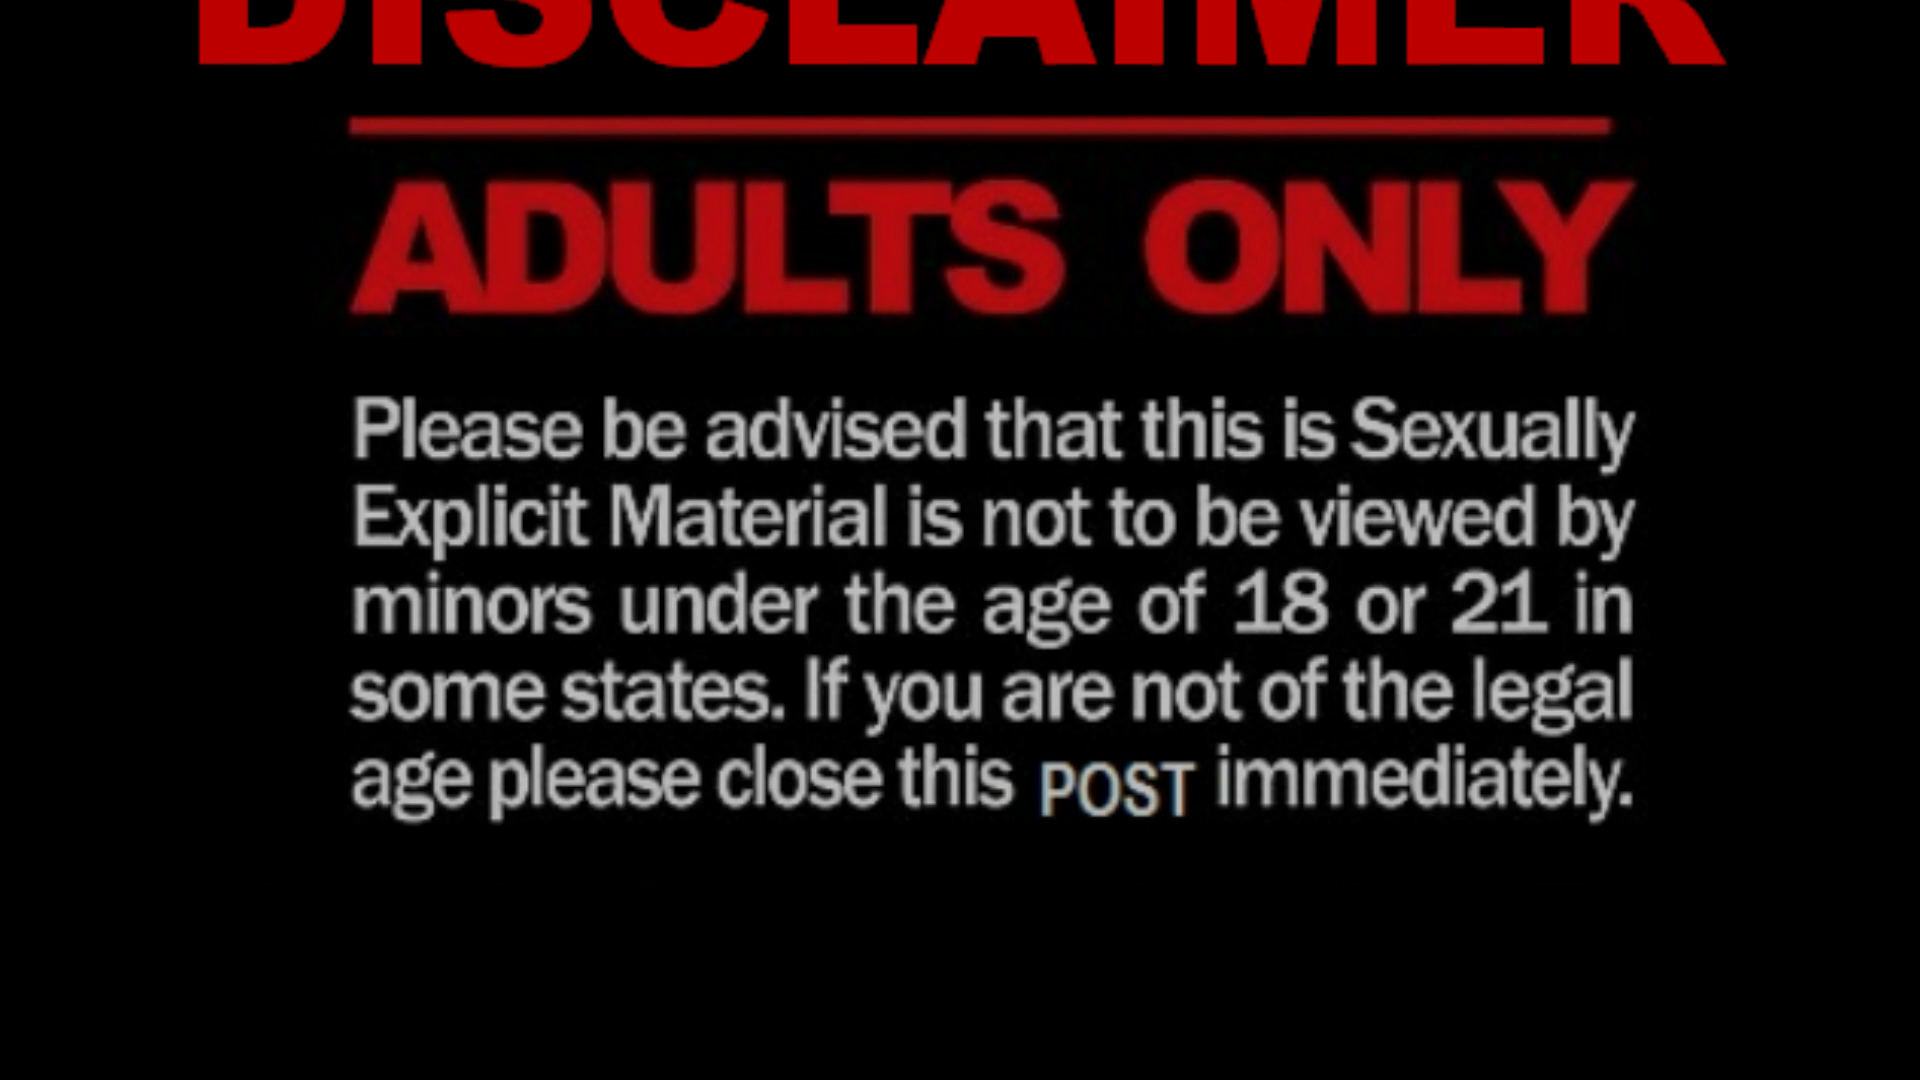 DISCLAIMER
ADULTS ONLY
Please be advised that this is Sexually
Explicit Material is not to be viewed by
minors under the age of 18 or 21 in
some states. If you are not of the legal
age please close this POST immediately.